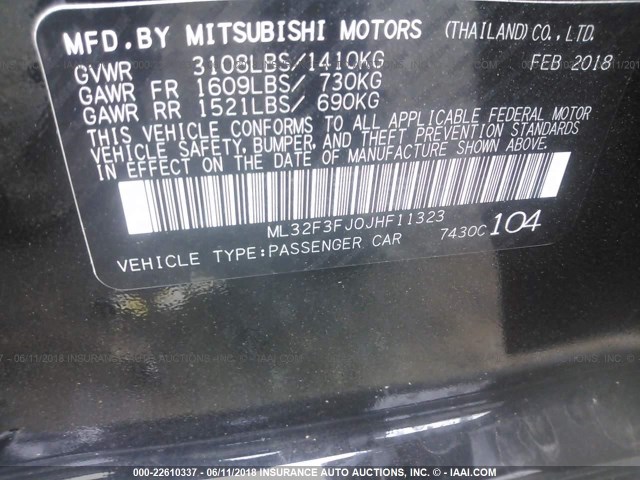 MFD.BY MITSUBISHI MOTORS (THAILAND)CO.,LTD.
GVWR 3108LBS/1410KG FEB 2018
GAWR FR 1609LBS/ 730KG
GAWR RR 1521LBS/ 690KG
THIS VEHICLE CONFORMS TO ALL APPLICABLE FEDERAL MOTOR
VEHICLE SAFETY, BUMPER, AND THEFT PREVENTION STANDARDS
IN EFFECT ON THE DATE OF MANUFACTURE SHOWN ABOVE.
ML32F3FJ0JHF11323
VEHICLE TYPE:PASSENGER CAR 7430C 104
000-22610337 - 06/11/2018 - INSURANCE AUTO AUCTIONS, INC. - © - IAAI.COM